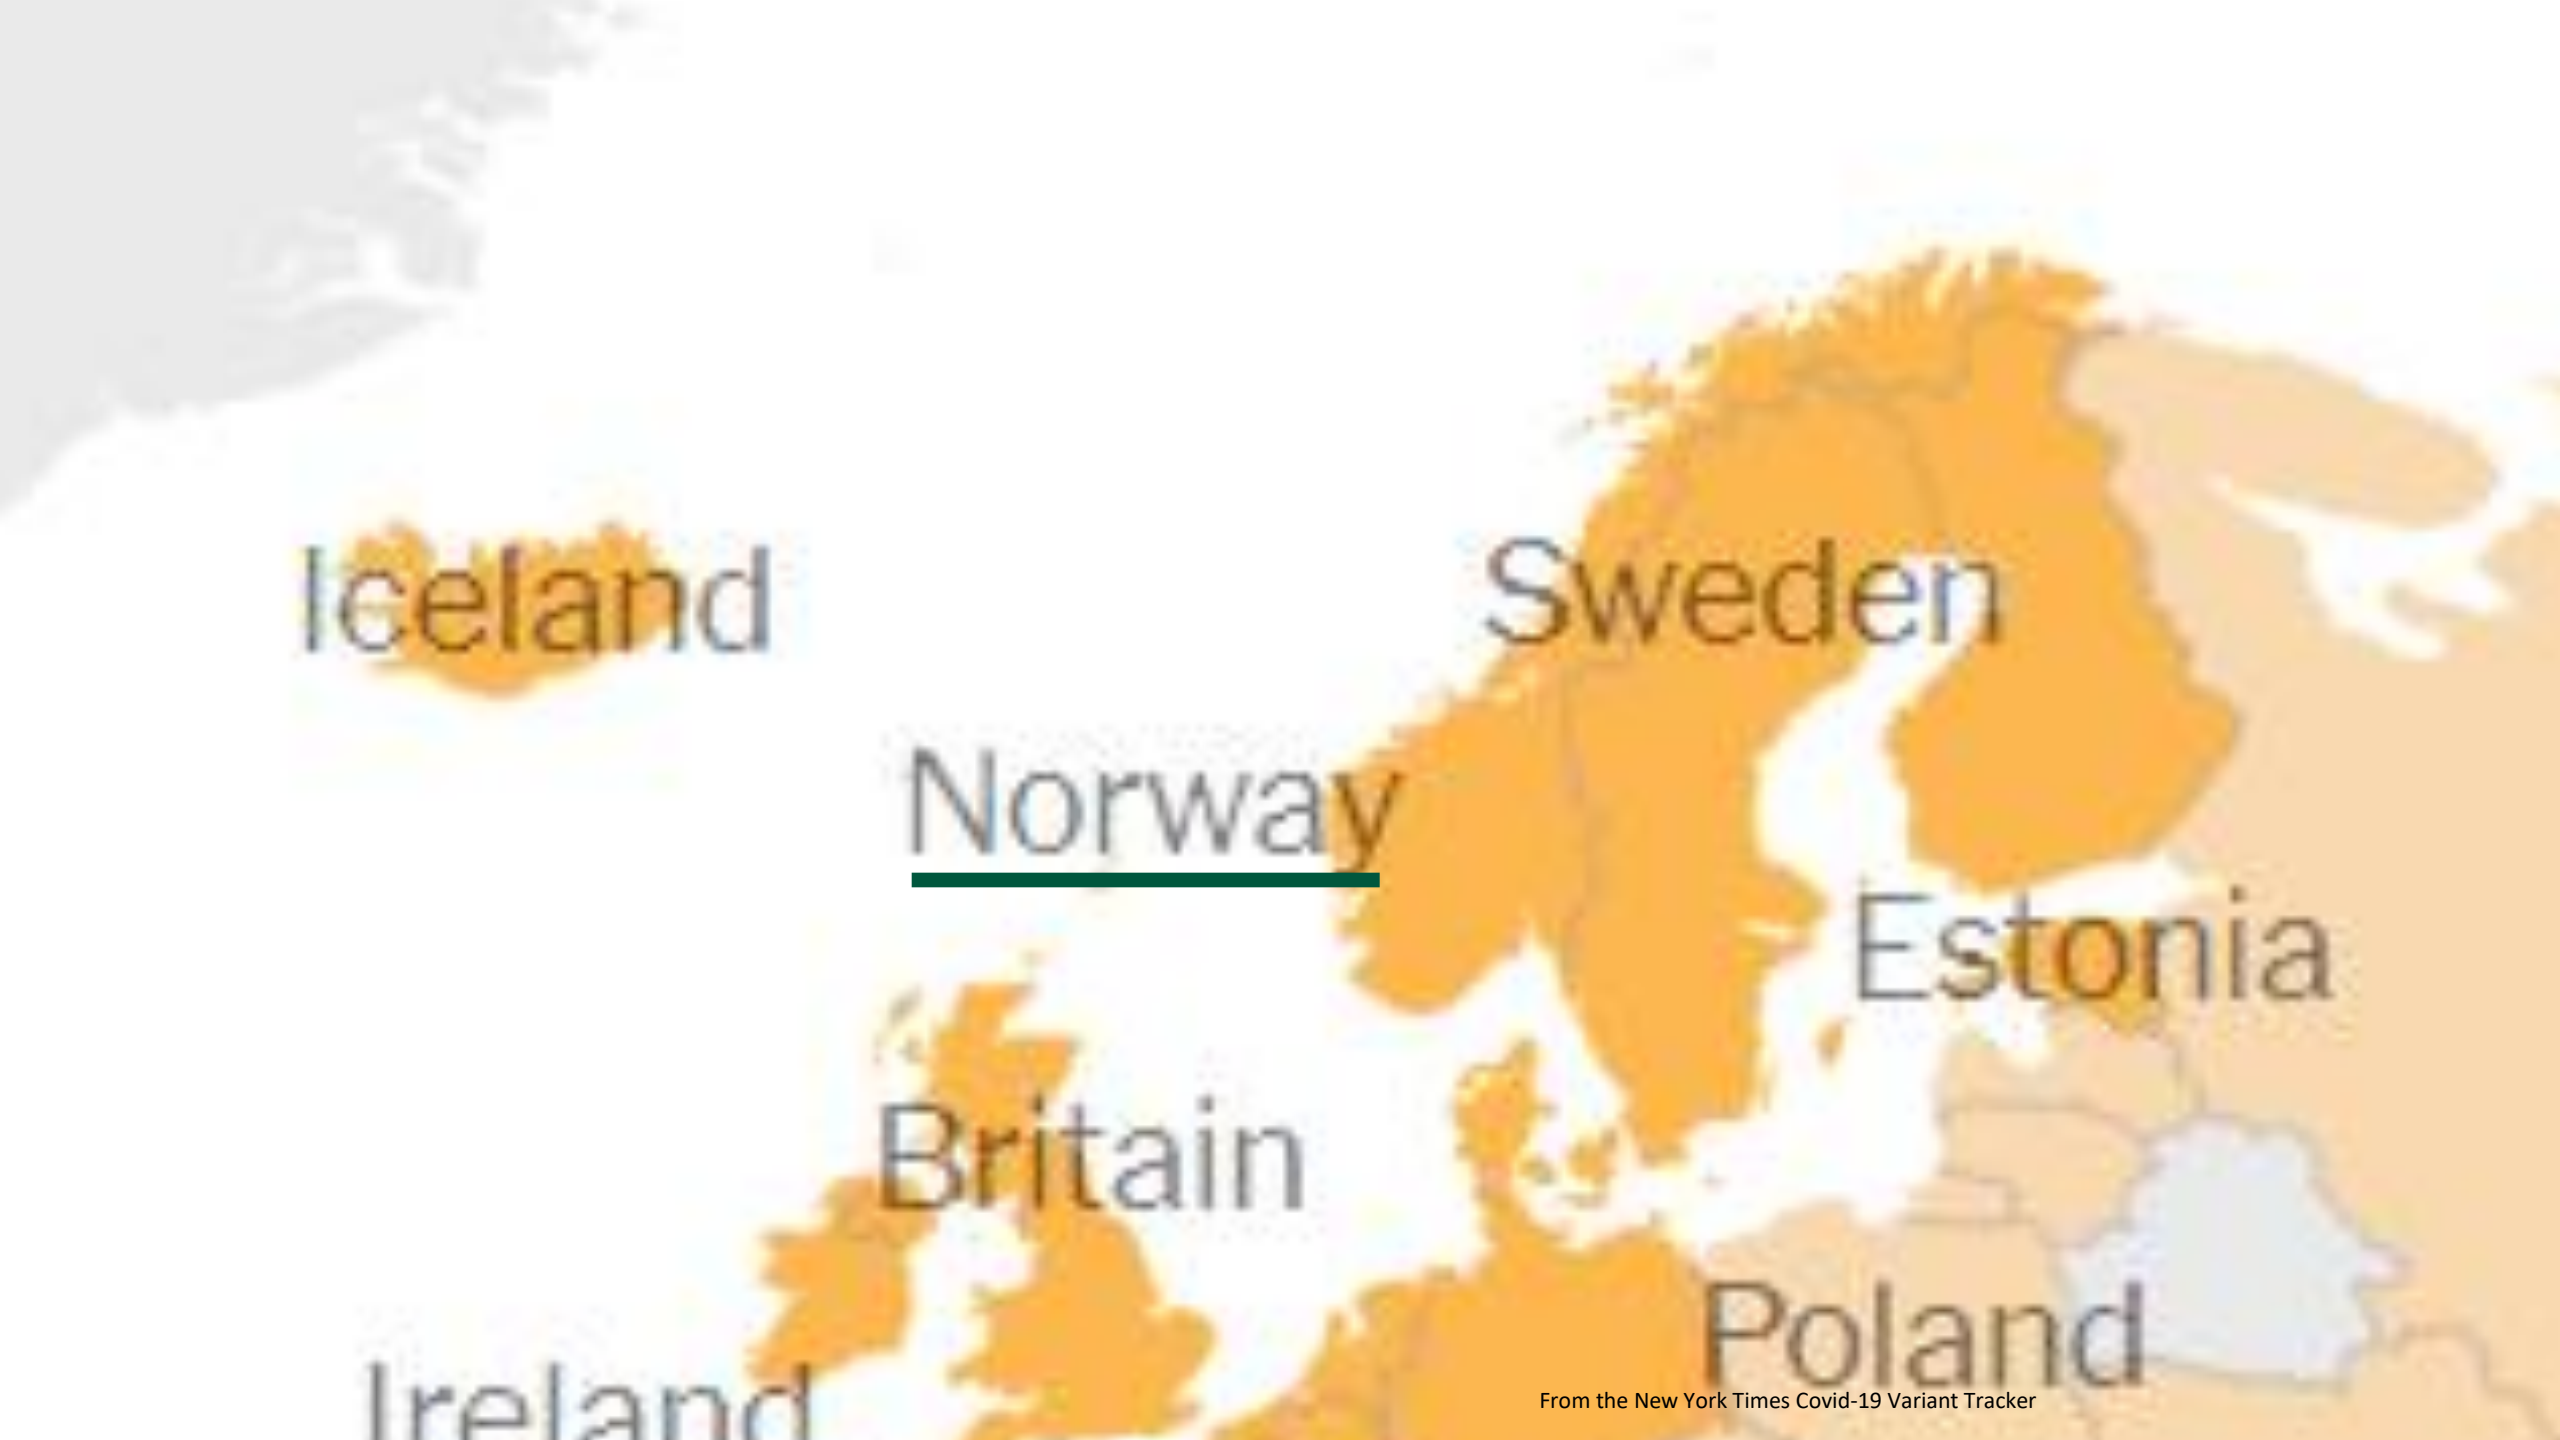 Iceland
Sweden
Norway
Estonia
Britain
Poland
Ireland
From the New York Times Covid-19 Variant Tracker